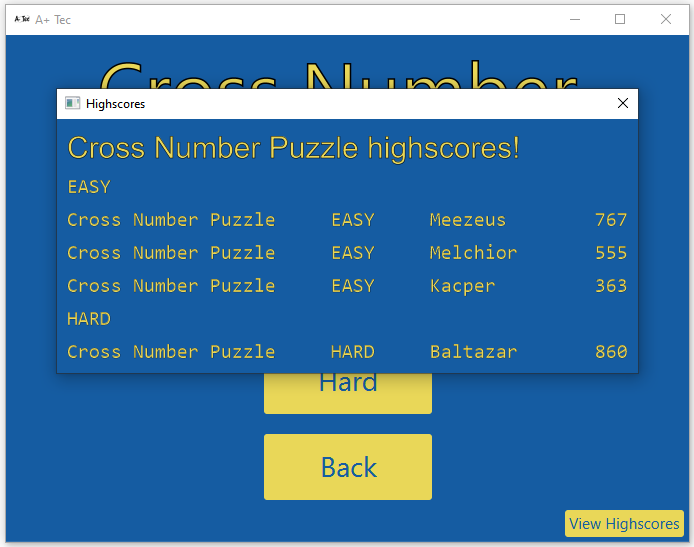 A+ Tec
Cross Number
Highscores
Cross Number Puzzle highscores!
EASY
Cross Number Puzzle EASY Meezeus 767
Cross Number Puzzle EASY Melchior 555
Cross Number Puzzle EASY Kacper 363
HARD
Cross Number Puzzle HARD Baltazar 860
Hard
Back
View Highscores